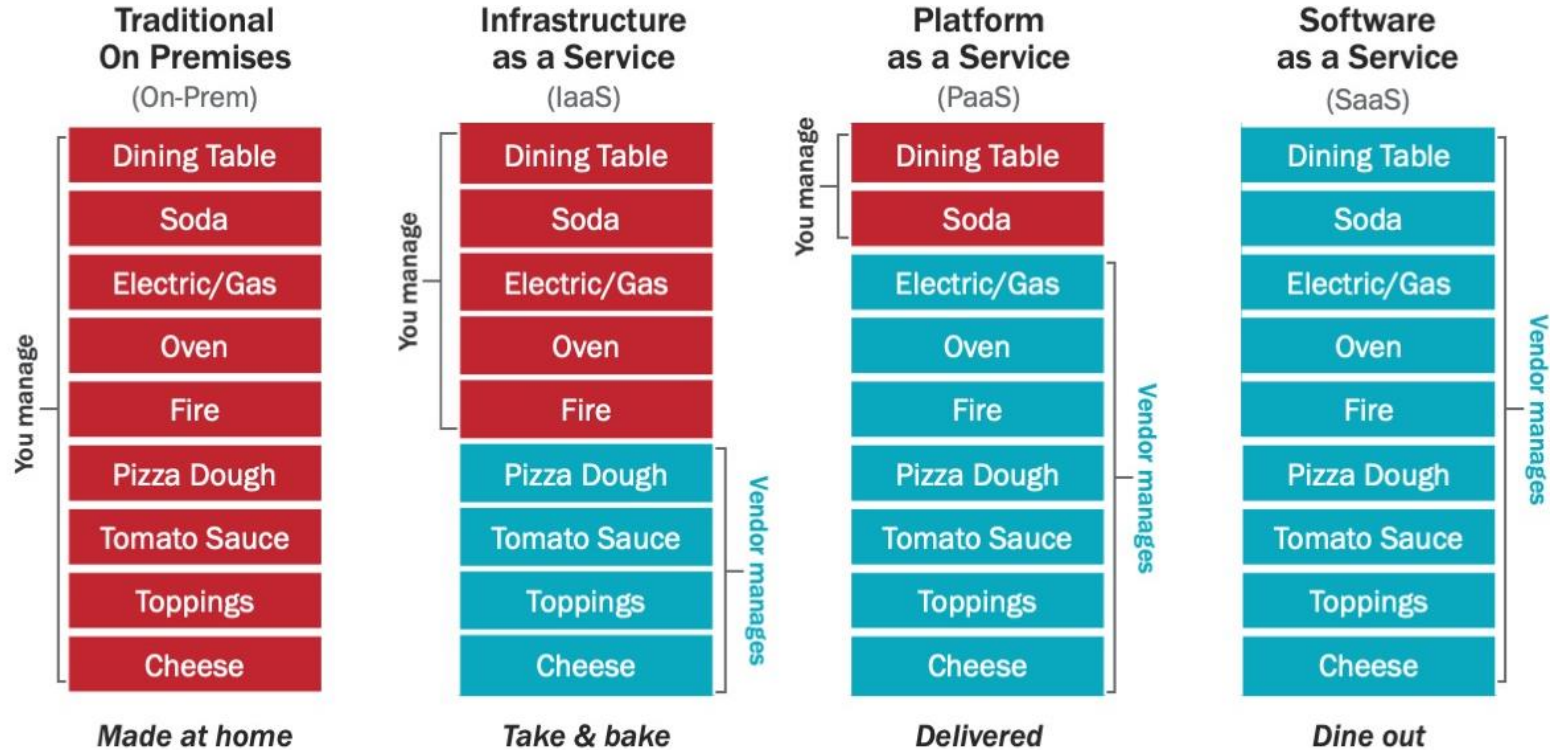 Traditional
On Premises
(On-Prem)
You manage
Dining Table
Soda
Electric/Gas
Oven
Fire
Pizza Dough
Tomato Sauce
Toppings
Cheese
Made at home
Infrastructure
as a Service
(IaaS)
You manage
Dining Table
Soda
Electric/Gas
Oven
Fire
Pizza Dough
Tomato Sauce
Toppings
Cheese
Vendor manages
Take & bake
Platform
as a Service
(PaaS)
You manage
Dining Table
Soda
Electric/Gas
Oven
Fire
Pizza Dough
Tomato Sauce
Toppings
Cheese
Vendor manages
Delivered
Software
as a Service
(SaaS)
Dining Table
Soda
Electric/Gas
Oven
Fire
Pizza Dough
Tomato Sauce
Toppings
Cheese
Vendor manages
Dine out